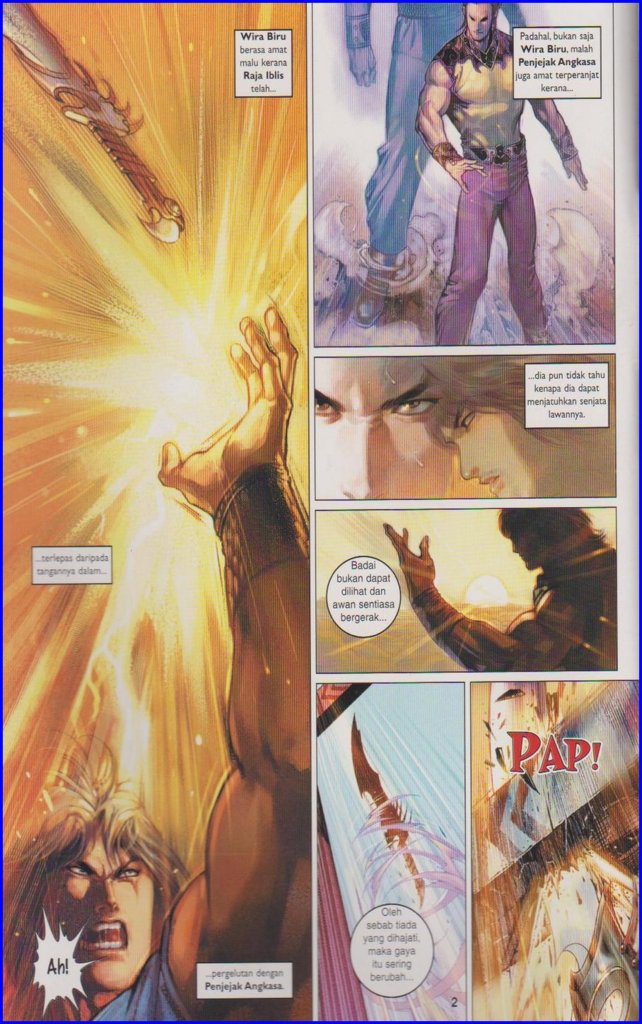 Wira Biru
berasa amat
malu kerana
Raja Iblis
telah...
...terlepas daripada
tangannya dalam...
Ah!
...pergelutan dengan
Penjejak Angkasa.
Padahal, bukan saja
Wira Biru, malah
Penjejak Angkasa
juga amat terperanjat
kerana...
...dia pun tidak tahu
kenapa dia dapat
menjatuhkan senjata
lawannya.
Badai
bukan dapat
dilihat dan
awan sentiasa
bergerak...
Oleh
sebab tiada
yang dihajati,
maka gaya
itu sering
berubah...
PAP!
2